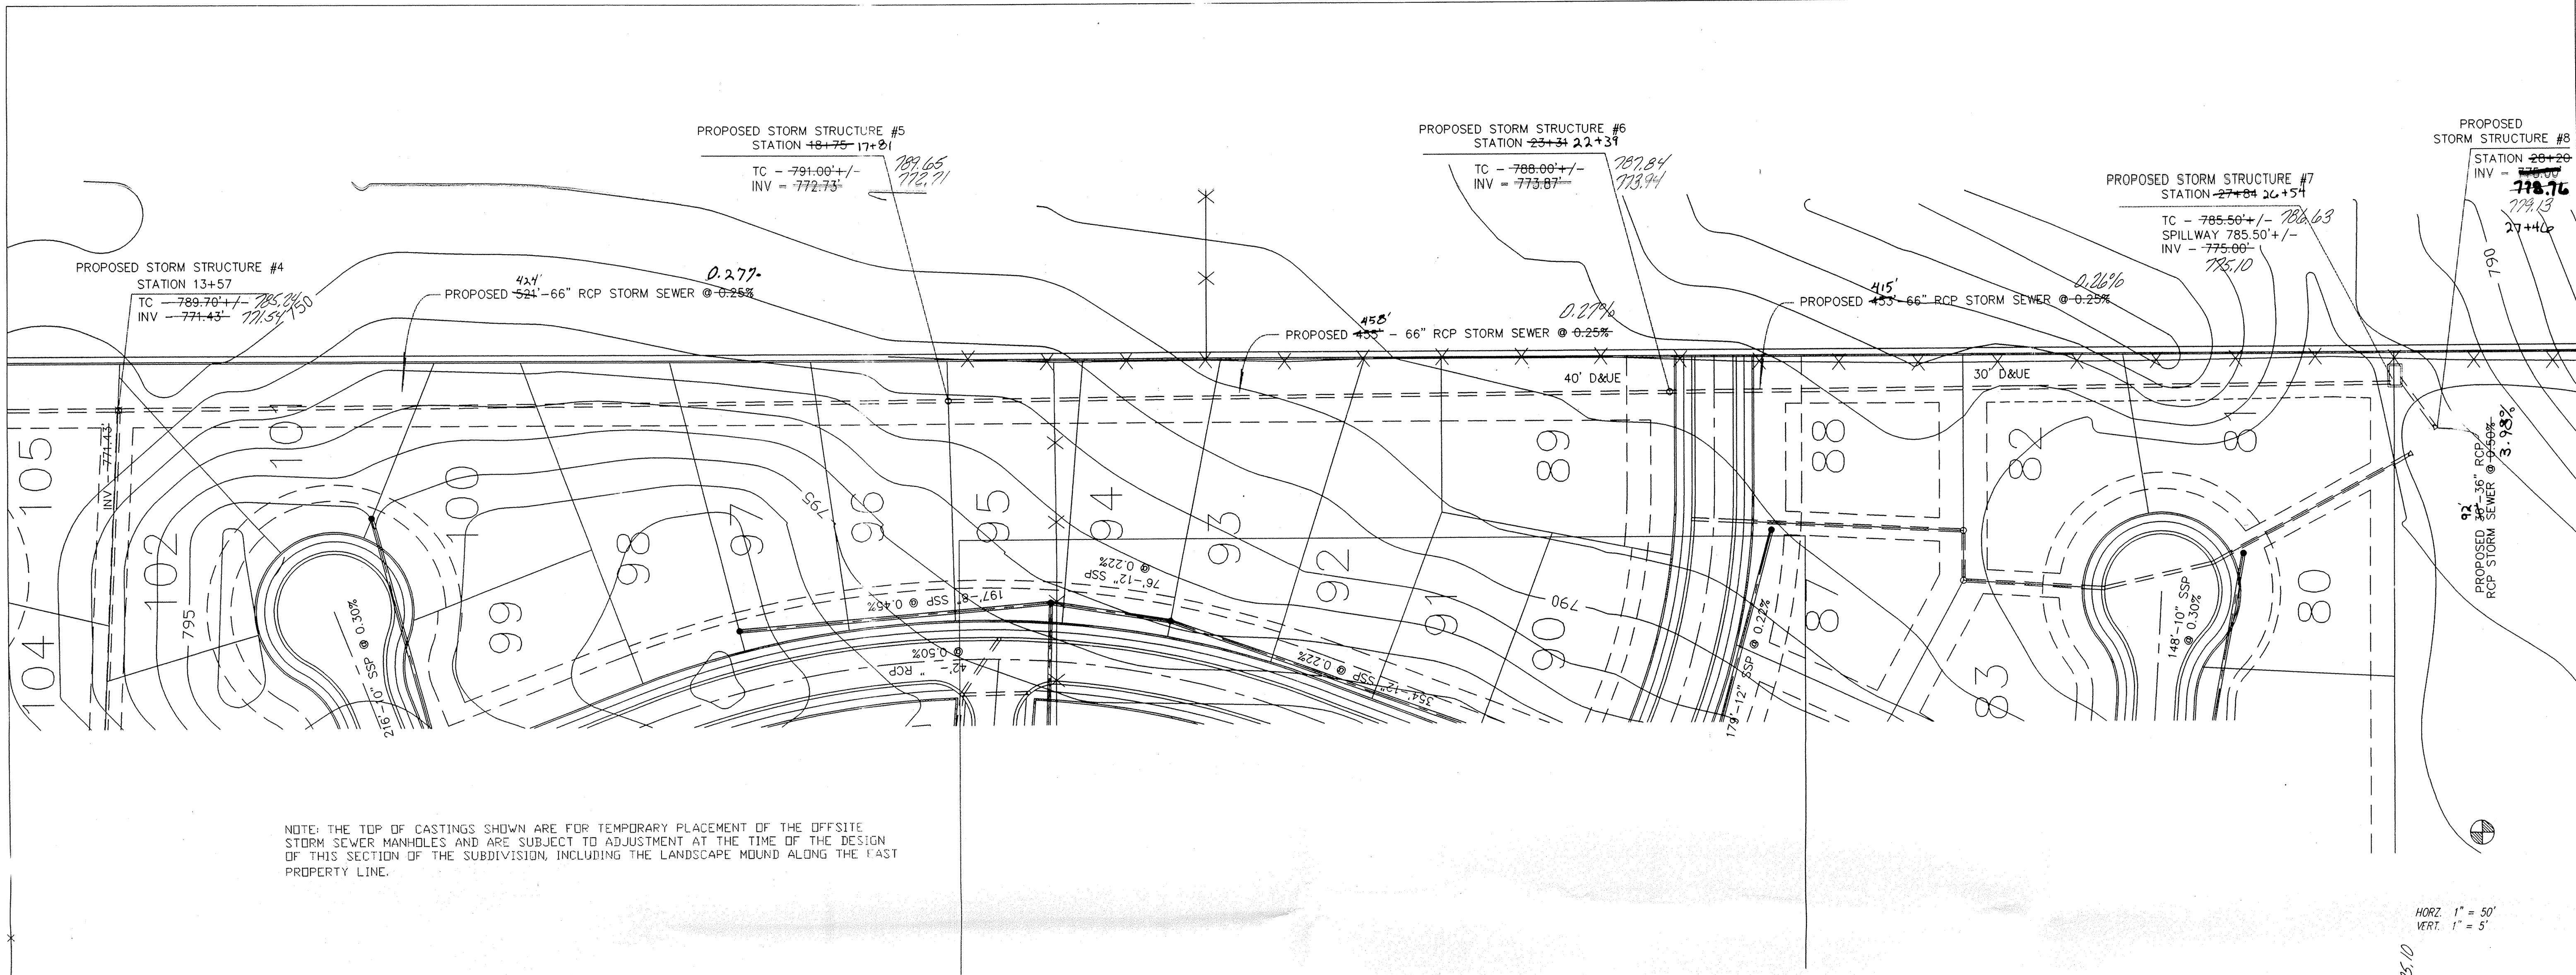 PROPOSED STORM STRUCTURE #4
STATION 13+57
TC - 789.70'+/- 785.24
INV - 771.43' 771.54
PROPOSED STORM STRUCTURE #5
STATION 18+75 17+81
TC - 791.00'+/- 789.65
INV = 772.73' 772.71
PROPOSED STORM STRUCTURE #6
STATION 23+31 22+39
TC - 788.00'+/- 787.84
INV = 773.87' 773.94
PROPOSED STORM STRUCTURE #7
STATION 27+84 26+54
TC - 785.50'+/- 786.63
SPILLWAY 785.50'+/-
INV - 775.00'
775.10
PROPOSED
STORM STRUCTURE #8
STATION 28+20
INV = 778.00'
778.76
779.13
27+46
790
424' 0.27%
PROPOSED 521'-66" RCP STORM SEWER @ 0.25%
458' 0.27%
PROPOSED 455' - 66" RCP STORM SEWER @ 0.25%
415' 0.26%
PROPOSED 453'-66" RCP STORM SEWER @ 0.25%
40' D&UE
30' D&UE
INV - 771.43'
105
104
102
101
100
99
98
97
96
95
94
93
92
91
90
89
88
87
83
82
81
80
795
795
790
216'-10" SSP @ 0.30%
197'-8" SSP @ 0.45%
76'-12" SSP
@ 0.22%
42'- " RCP
@ 0.50%
354'-12" SSP @ 0.22%
179'-12" SSP @ 0.22%
148'-10" SSP
@ 0.30%
92'
PROPOSED 36'-36" RCP
RCP STORM SEWER @ 0.50%
3.98%
NOTE: THE TOP OF CASTINGS SHOWN ARE FOR TEMPORARY PLACEMENT OF THE OFFSITE
STORM SEWER MANHOLES AND ARE SUBJECT TO ADJUSTMENT AT THE TIME OF THE DESIGN
OF THIS SECTION OF THE SUBDIVISION, INCLUDING THE LANDSCAPE MOUND ALONG THE EAST
PROPERTY LINE.
HORZ. 1" = 50'
VERT. 1" = 5'